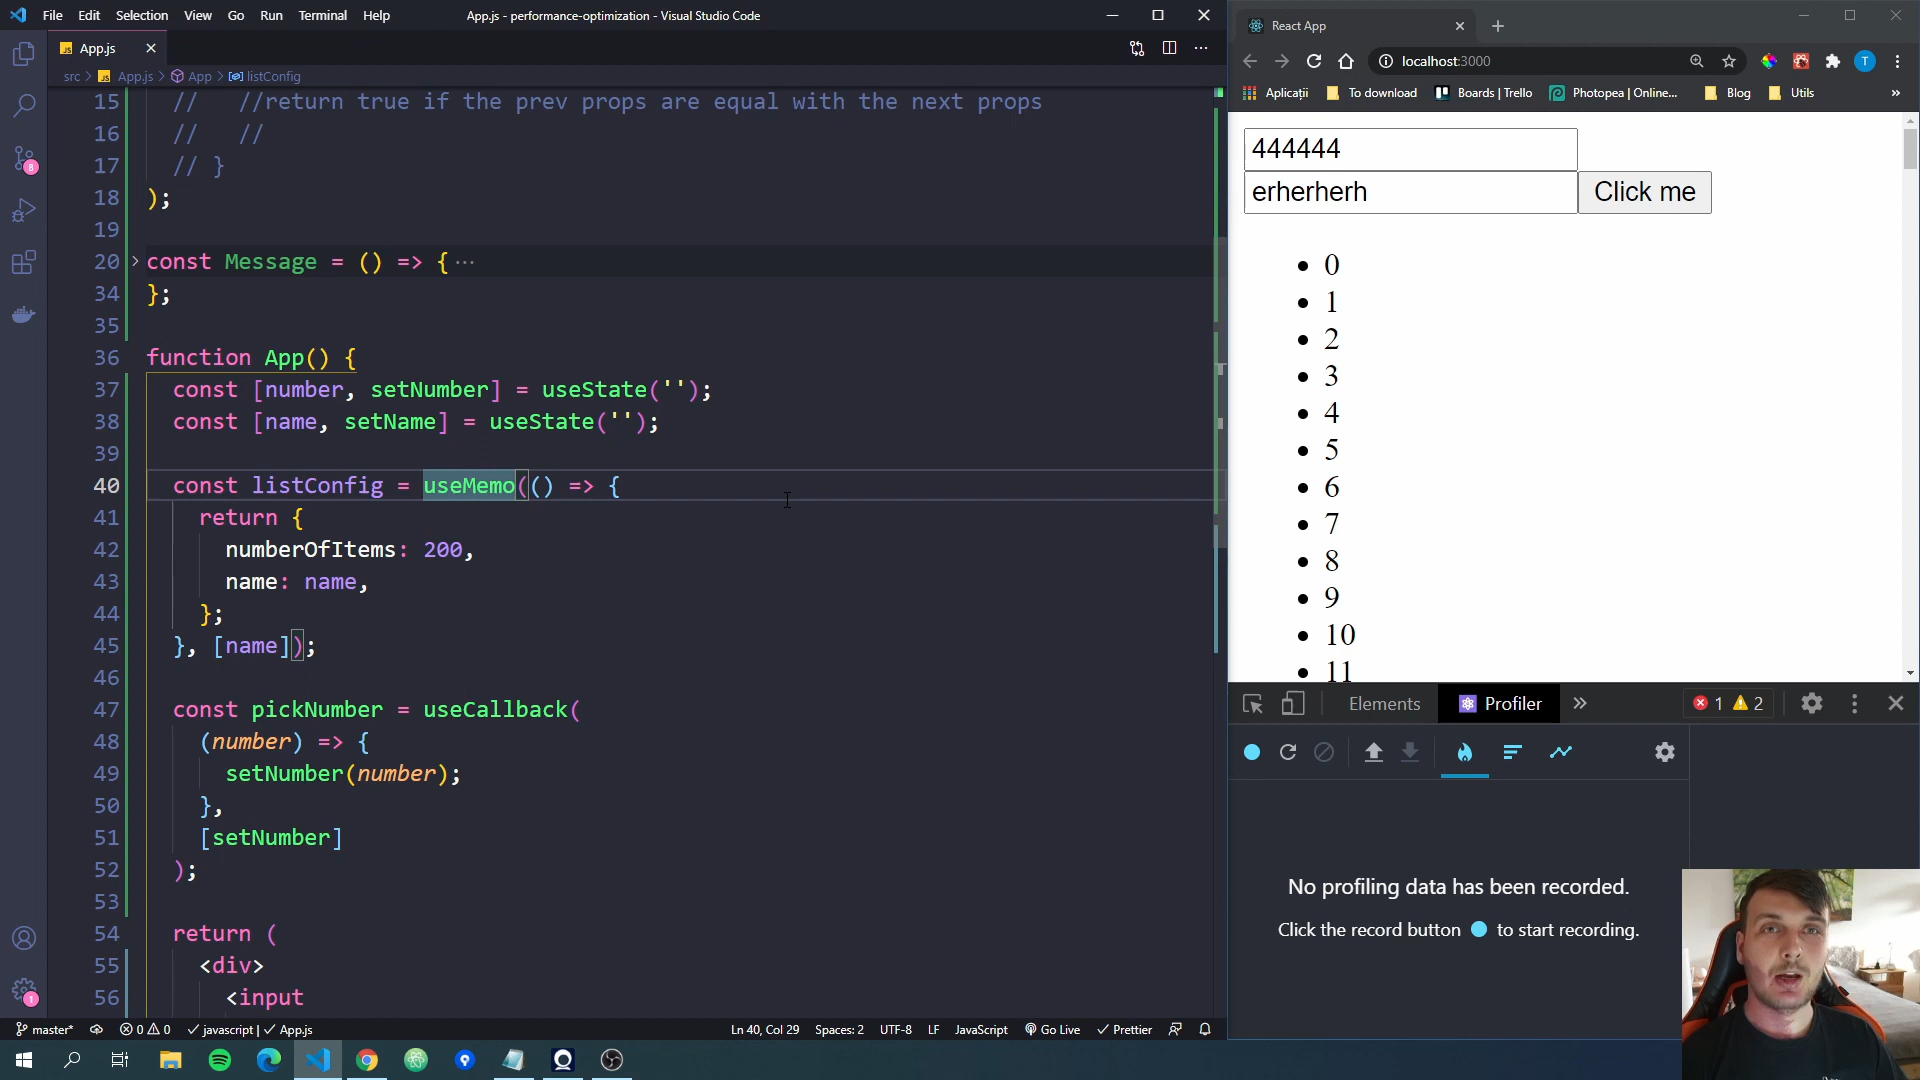 File Edit Selection View Go Run Terminal Help
App.js - performance-optimization - Visual Studio Code
JS App.js
src > JS App.js > App > listConfig
15 // //return true if the prev props are equal with the next props
16 // //
17 // }
18 );
19
20 const Message = () => {···
34 };
35
36 function App() {
37 const [number, setNumber] = useState('');
38 const [name, setName] = useState('');
39
40 const listConfig = useMemo(() => {
41 return {
42 numberOfItems: 200,
43 name: name,
44 };
45 }, [name]);
46
47 const pickNumber = useCallback(
48 (number) => {
49 setNumber(number);
50 },
51 [setNumber]
52 );
53
54 return (
55 <div>
56 <input
8
1
master* 0 0 javascript | App.js
Ln 40, Col 29 Spaces: 2 UTF-8 LF JavaScript Go Live Prettier
React App
localhost:3000
T
Aplicații To download Boards | Trello Photopea | Online... Blog Utils »
444444
erherherh Click me
0
1
2
3
4
5
6
7
8
9
10
11
Elements Profiler » 1 2
No profiling data has been recorded.
Click the record button to start recording.